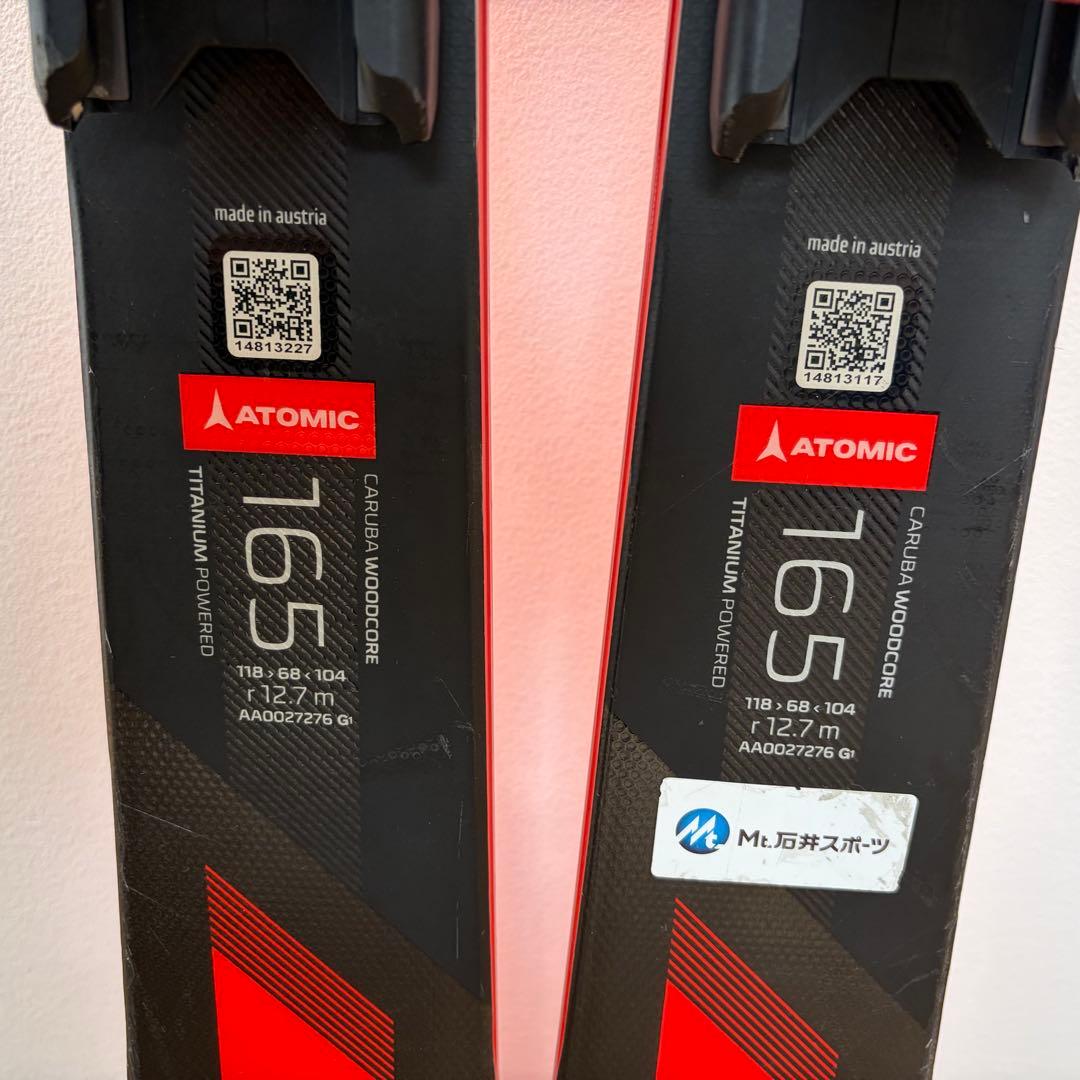 made in austria
14813227
ATOMIC
CARUBA WOODCORE
165
TITANIUM POWERED
118 › 68 ‹ 104
r 12.7 m
AA0027276 G1
made in austria
14813117
ATOMIC
CARUBA WOODCORE
165
TITANIUM POWERED
118 › 68 ‹ 104
r 12.7 m
AA0027276 G1
Mt Mt.石井スポーツ